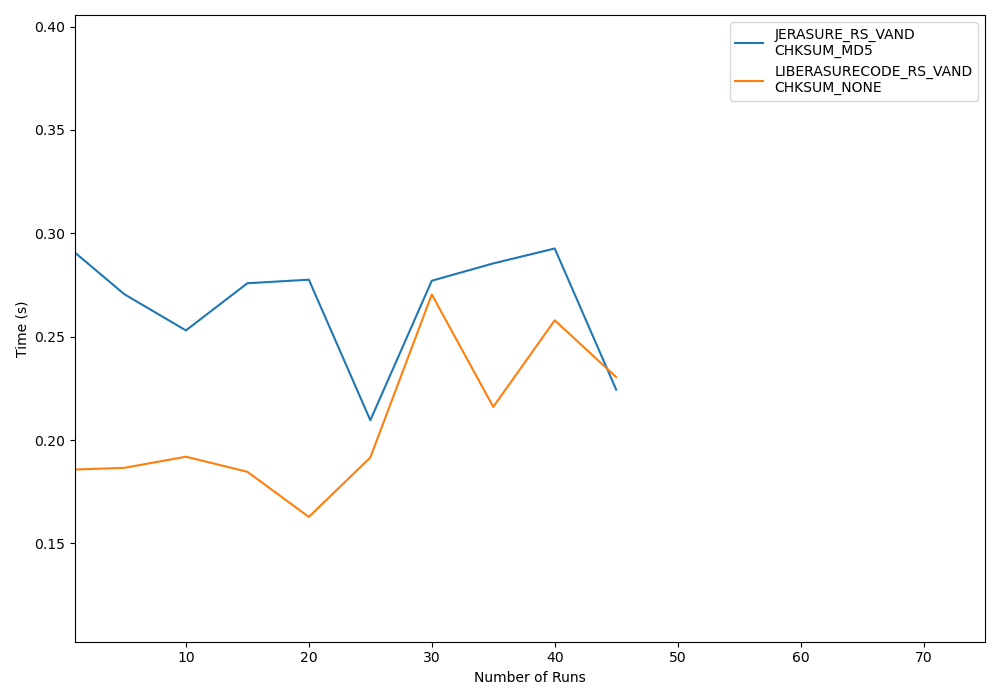 0.40
0.35
0.30
0.25
0.20
0.15
Time (s)
10 20 30 40 50 60 70
Number of Runs
JERASURE_RS_VAND
CHKSUM_MD5
LIBERASURECODE_RS_VAND
CHKSUM_NONE